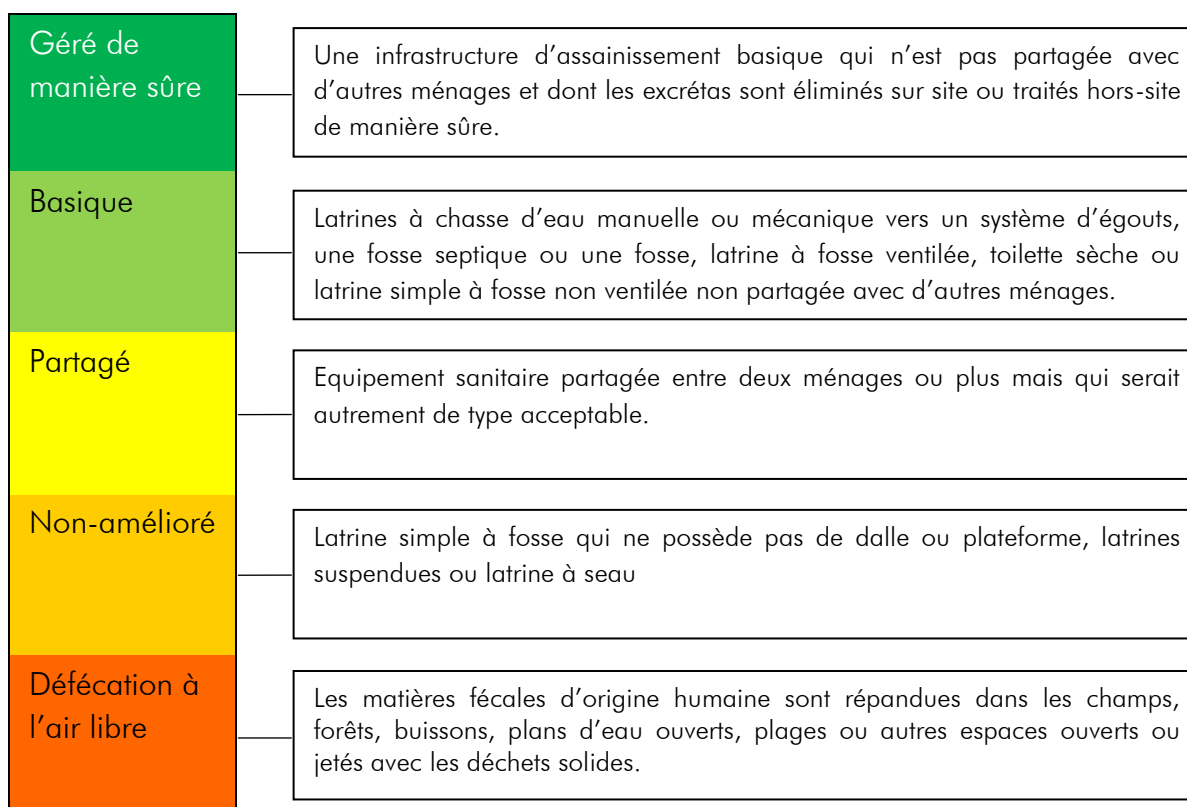 Géré de
manière sûre
Une infrastructure d’assainissement basique qui n’est pas partagée avec
d’autres ménages et dont les excrétas sont éliminés sur site ou traités hors-site
de manière sûre.
Basique
Latrines à chasse d’eau manuelle ou mécanique vers un système d’égouts,
une fosse septique ou une fosse, latrine à fosse ventilée, toilette sèche ou
latrine simple à fosse non ventilée non partagée avec d’autres ménages.
Partagé
Equipement sanitaire partagée entre deux ménages ou plus mais qui serait
autrement de type acceptable.
Non-amélioré
Latrine simple à fosse qui ne possède pas de dalle ou plateforme, latrines
suspendues ou latrine à seau
Défécation à
l’air libre
Les matières fécales d’origine humaine sont répandues dans les champs,
forêts, buissons, plans d’eau ouverts, plages ou autres espaces ouverts ou
jetés avec les déchets solides.